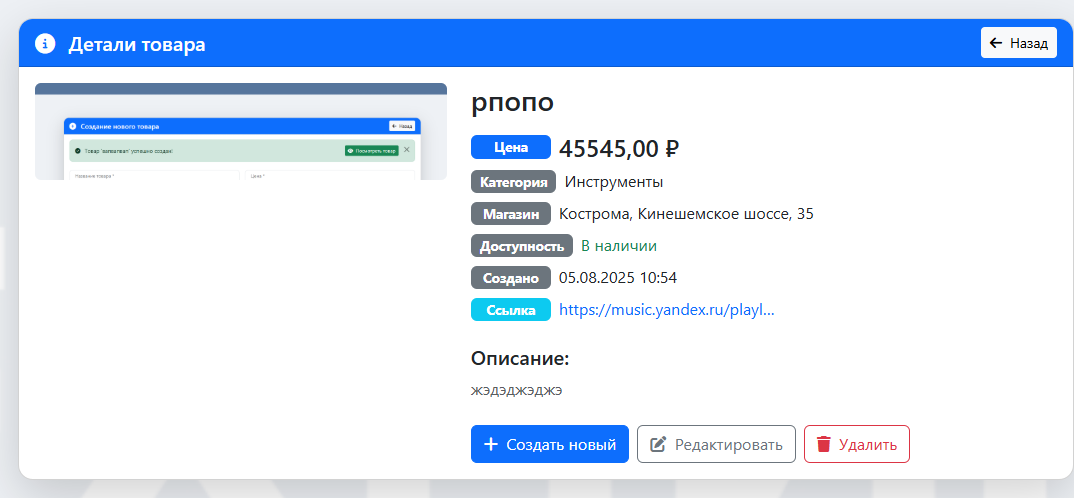 Детали товара
Назад
Создание нового товара
Назад
успешно создан!
Посмотреть товар
Название товара *
Цена *
рпопо
Цена 45545,00 ₽
Категория Инструменты
Магазин Кострома, Кинешемское шоссе, 35
Доступность В наличии
Создано 05.08.2025 10:54
Ссылка https://music.yandex.ru/playl...
Описание:
жэдэджэджэ
Создать новый
Редактировать
Удалить